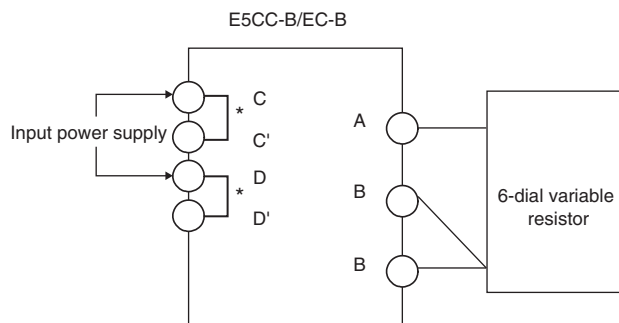 E5CC-B/EC-B
C
*
C'
Input power supply
D
*
D'
A
B
B
6-dial variable
resistor